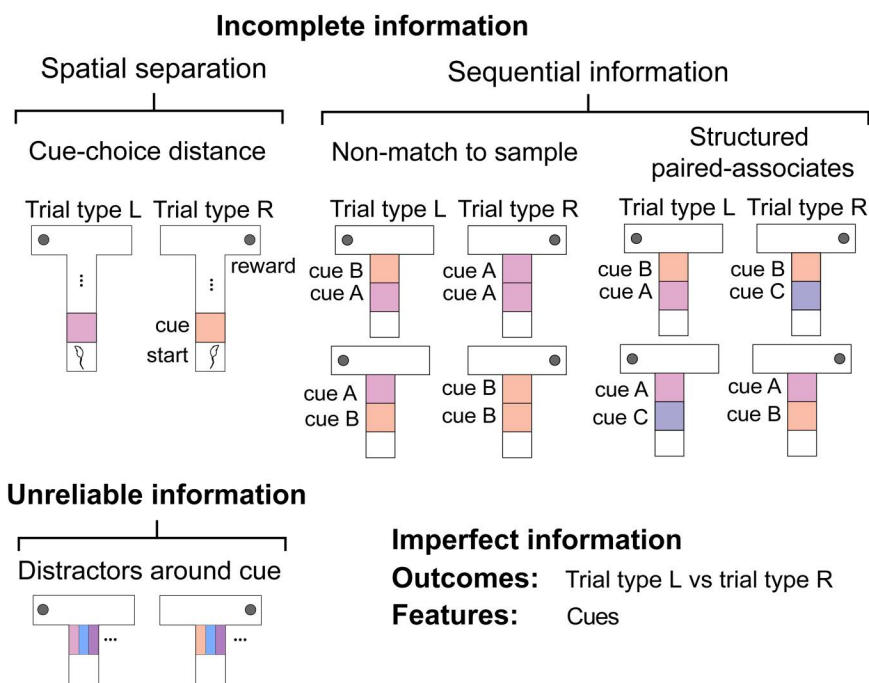 Incomplete information
Spatial separation
Sequential information
Cue-choice distance
Non-match to sample
Structured
paired-associates
Trial type L
Trial type R
Trial type L
Trial type R
Trial type L
Trial type R
...
...
reward
cue
start
cue B
cue A
cue A
cue A
cue B
cue A
cue B
cue C
cue A
cue B
cue B
cue B
cue A
cue C
cue A
cue B
Unreliable information
Distractors around cue
...
...
Imperfect information
Outcomes: Trial type L vs trial type R
Features: Cues